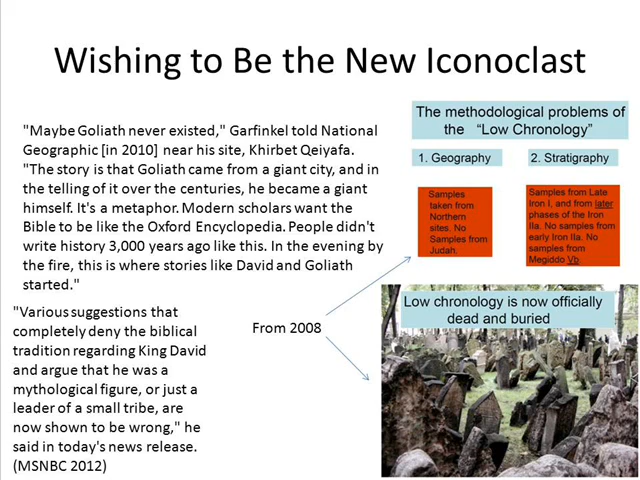 Wishing to Be the New Iconoclast
"Maybe Goliath never existed," Garfinkel told National
Geographic [in 2010] near his site, Khirbet Qeiyafa.
"The story is that Goliath came from a giant city, and in
the telling of it over the centuries, he became a giant
himself. It's a metaphor. Modern scholars want the
Bible to be like the Oxford Encyclopedia. People didn't
write history 3,000 years ago like this. In the evening by
the fire, this is where stories like David and Goliath
started."
"Various suggestions that
completely deny the biblical
tradition regarding King David
and argue that he was a
mythological figure, or just a
leader of a small tribe, are
now shown to be wrong," he
said in today's news release.
(MSNBC 2012)
From 2008
The methodological problems of
the "Low Chronology"
1. Geography
2. Stratigraphy
Samples
taken from
Northern
sites. No
Samples from
Judah.
Samples from Late
Iron I, and from later
phases of the Iron
IIa. No samples from
early Iron IIa. No
samples from
Megiddo Vb.
Low chronology is now officially
dead and buried